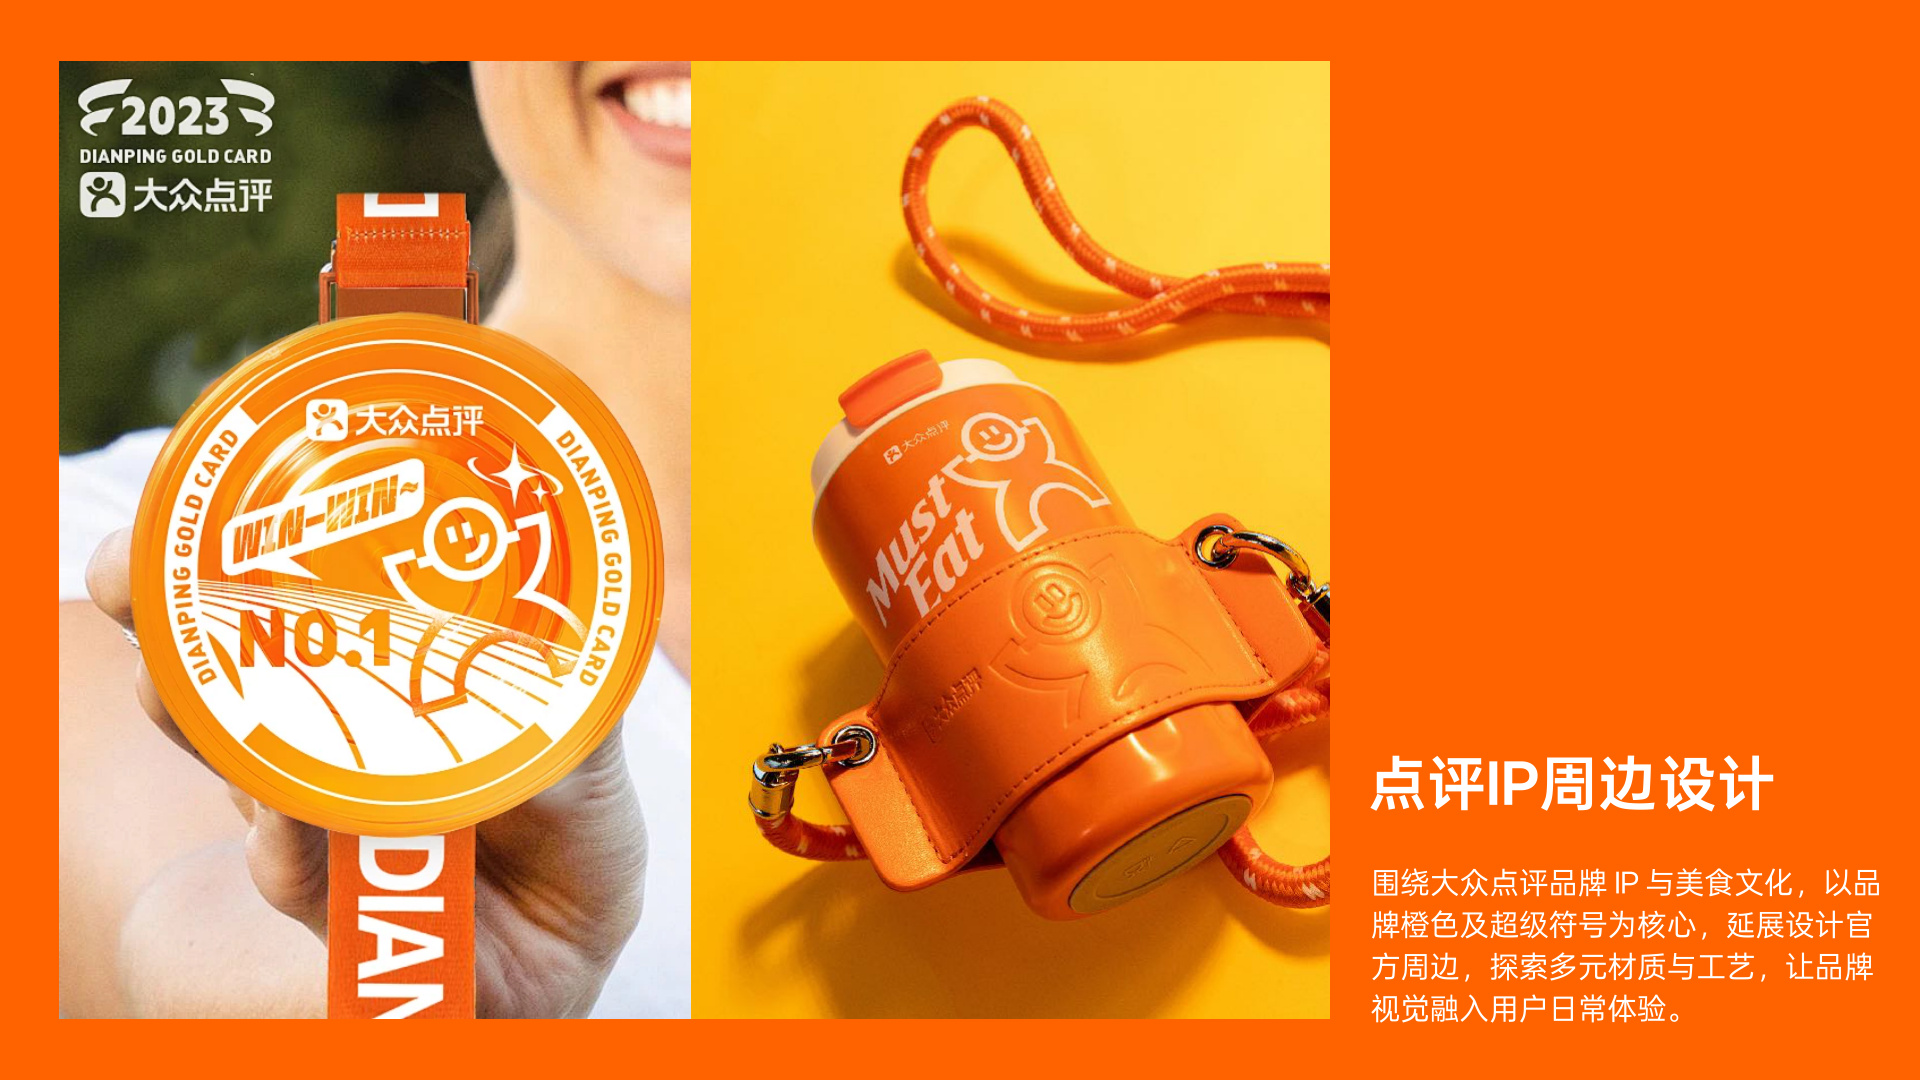 2023
DIANPING GOLD CARD
大众点评
大众点评
DIANPING GOLD CARD
DIANPING GOLD CARD
WIN-WIN~
NO.1
DIAN
大众点评
Must
Eat
大众点评
点评IP周边设计
围绕大众点评品牌 IP 与美食文化，以品
牌橙色及超级符号为核心，延展设计官
方周边，探索多元材质与工艺，让品牌
视觉融入用户日常体验。